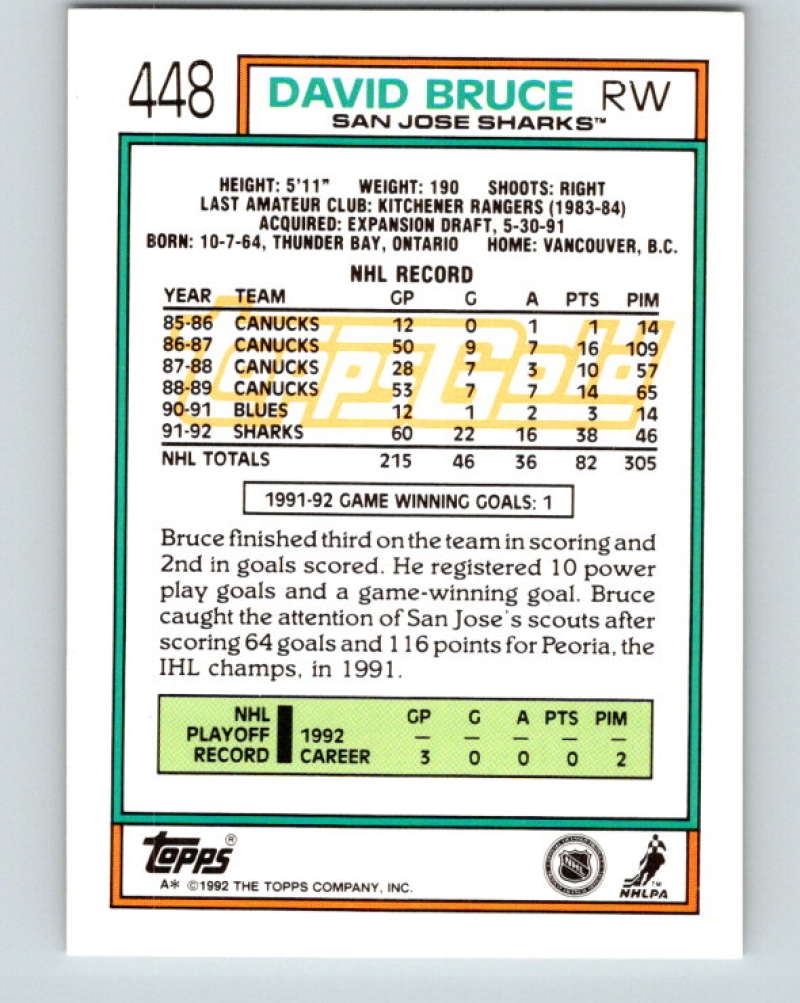 448
DAVID BRUCE RW
SAN JOSE SHARKS™
HEIGHT: 5'11" WEIGHT: 190 SHOOTS: RIGHT
LAST AMATEUR CLUB: KITCHENER RANGERS (1983-84)
ACQUIRED: EXPANSION DRAFT, 5-30-91
BORN: 10-7-64, THUNDER BAY, ONTARIO HOME: VANCOUVER, B.C.
NHL RECORD
YEAR TEAM GP G A PTS PIM
85-86 CANUCKS 12 0 1 1 14
86-87 CANUCKS 50 9 7 16 109
87-88 CANUCKS 28 7 3 10 57
88-89 CANUCKS 53 7 7 14 65
90-91 BLUES 12 1 2 3 14
91-92 SHARKS 60 22 16 38 46
NHL TOTALS 215 46 36 82 305
ToppsGold
1991-92 GAME WINNING GOALS: 1
Bruce finished third on the team in scoring and
2nd in goals scored. He registered 10 power
play goals and a game-winning goal. Bruce
caught the attention of San Jose's scouts after
scoring 64 goals and 116 points for Peoria, the
IHL champs, in 1991.
NHL GP G A PTS PIM
PLAYOFF 1992 — — — — —
RECORD CAREER 3 0 0 0 2
TOPPS®
A* ©1992 THE TOPPS COMPANY, INC.
NHL
NHLPA™